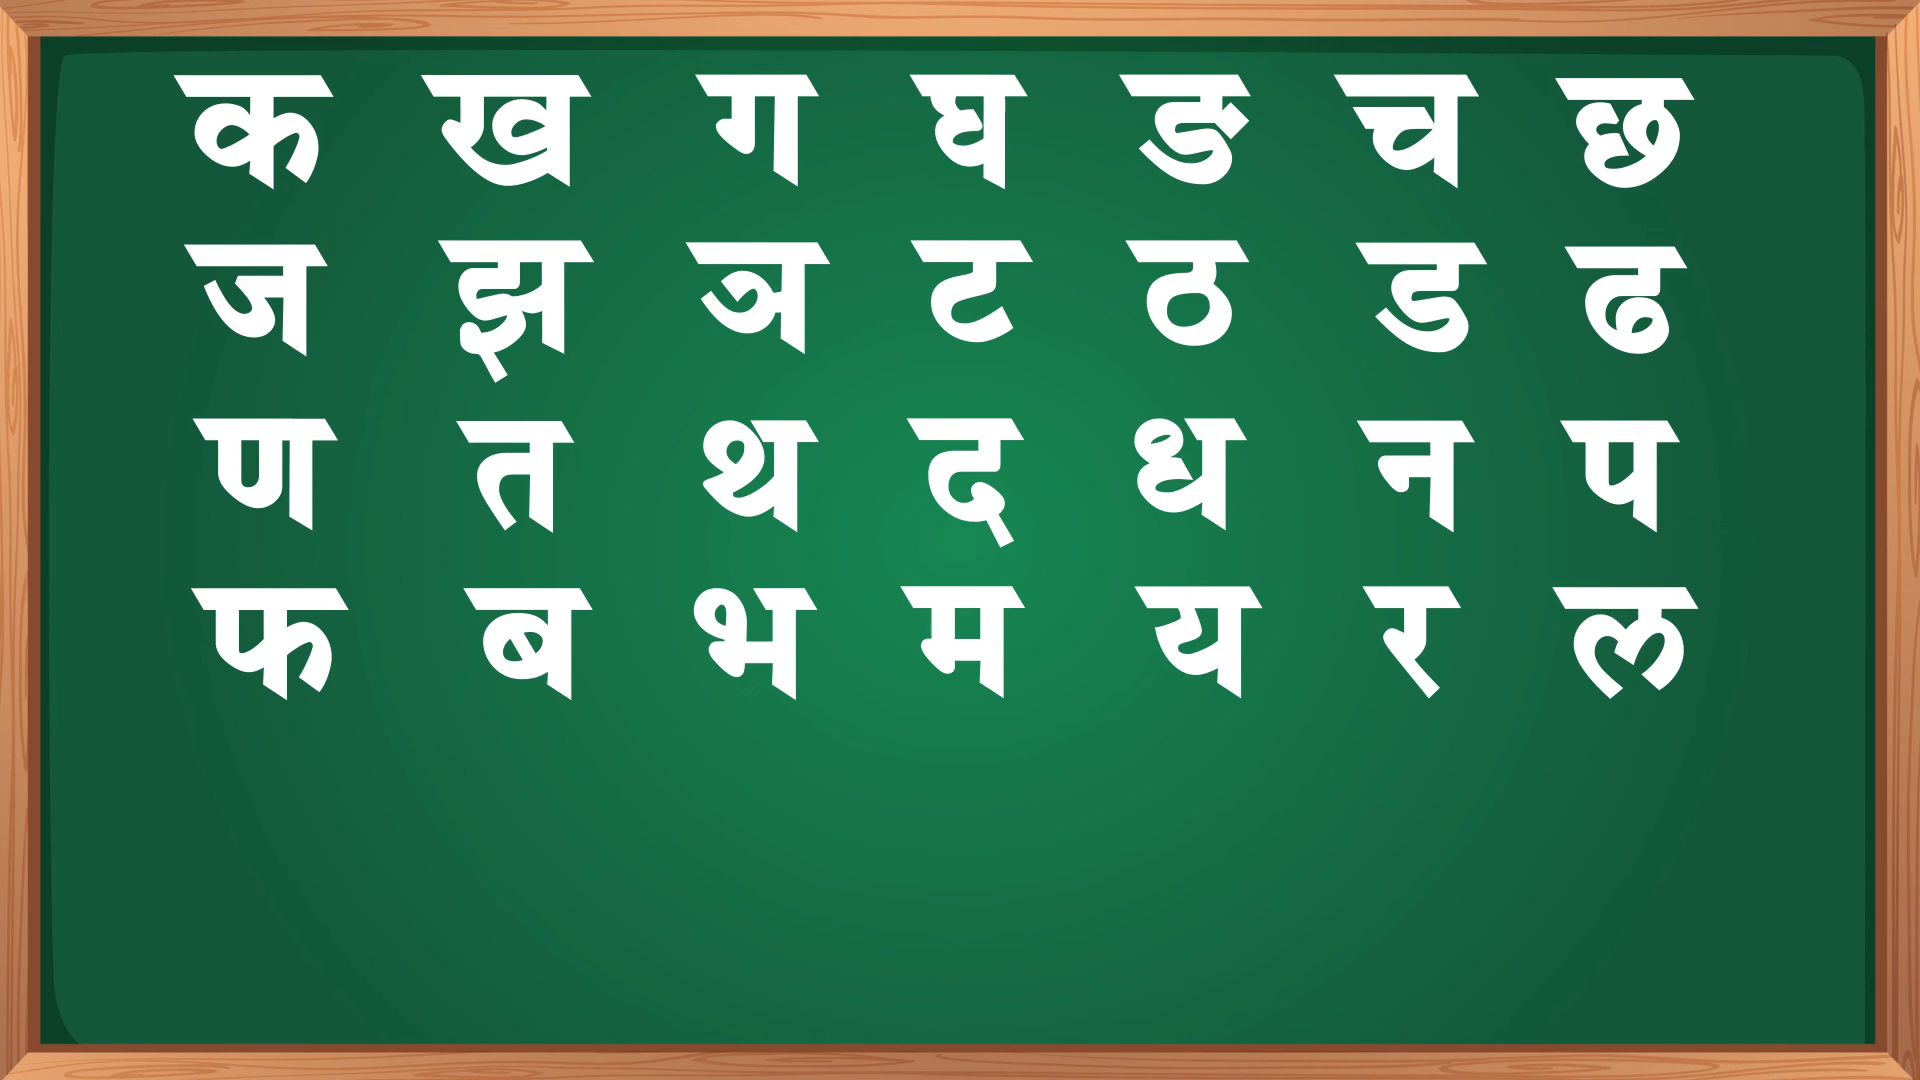 क ख ग घ ङ च छ
ज झ ञ ट ठ ड ढ
ण त थ द ध न प
फ ब भ म य र ल